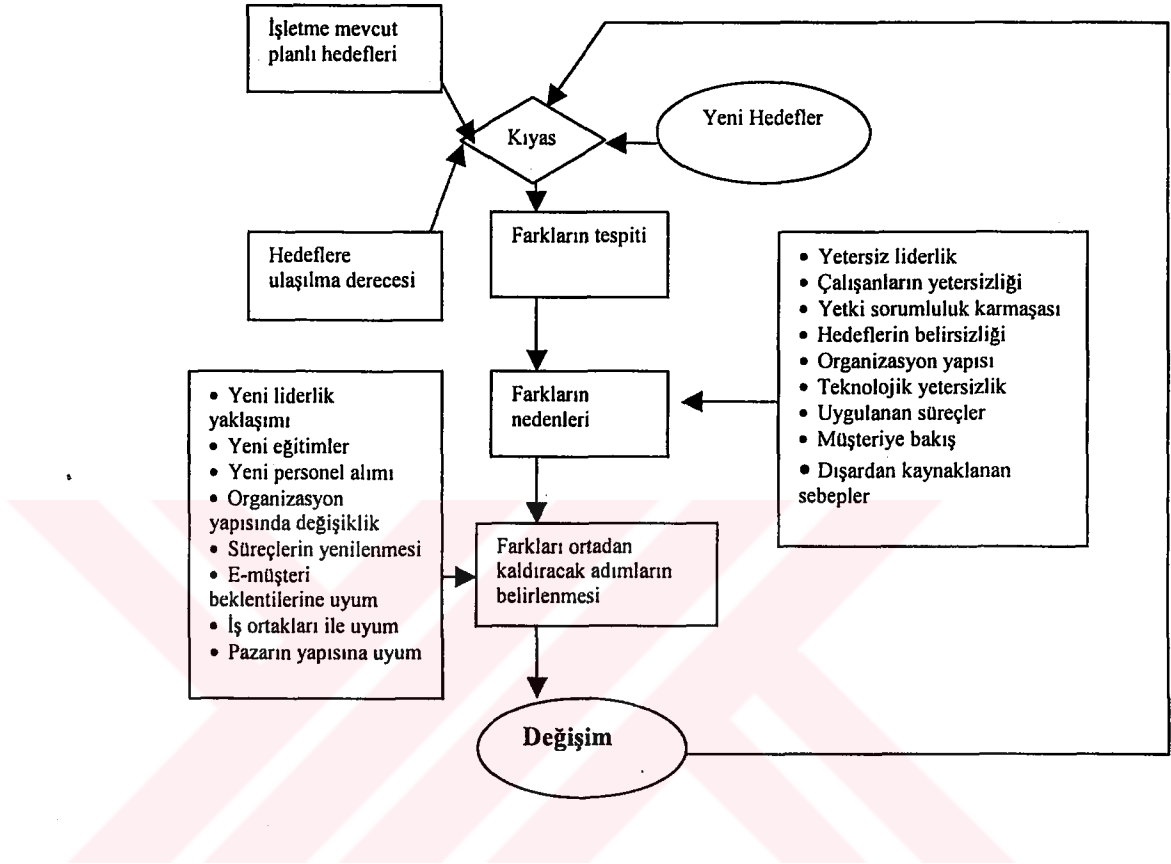 İşletme mevcut
planlı hedefleri
Kıyas
Yeni Hedefler
Hedeflere
ulaşılma derecesi
Farkların tespiti
• Yetersiz liderlik
• Çalışanların yetersizliği
• Yetki sorumluluk karmaşası
• Hedeflerin belirsizliği
• Organizasyon yapısı
• Teknolojik yetersizlik
• Uygulanan süreçler
• Müşteriye bakış
• Dışardan kaynaklanan
sebepler
Farkların
nedenleri
• Yeni liderlik
yaklaşımı
• Yeni eğitimler
• Yeni personel alımı
• Organizasyon
yapısında değişiklik
• Süreçlerin yenilenmesi
• E-müşteri
beklentilerine uyum
• İş ortakları ile uyum
• Pazarın yapısına uyum
Farkları ortadan
kaldıracak adımların
belirlenmesi
Değişim